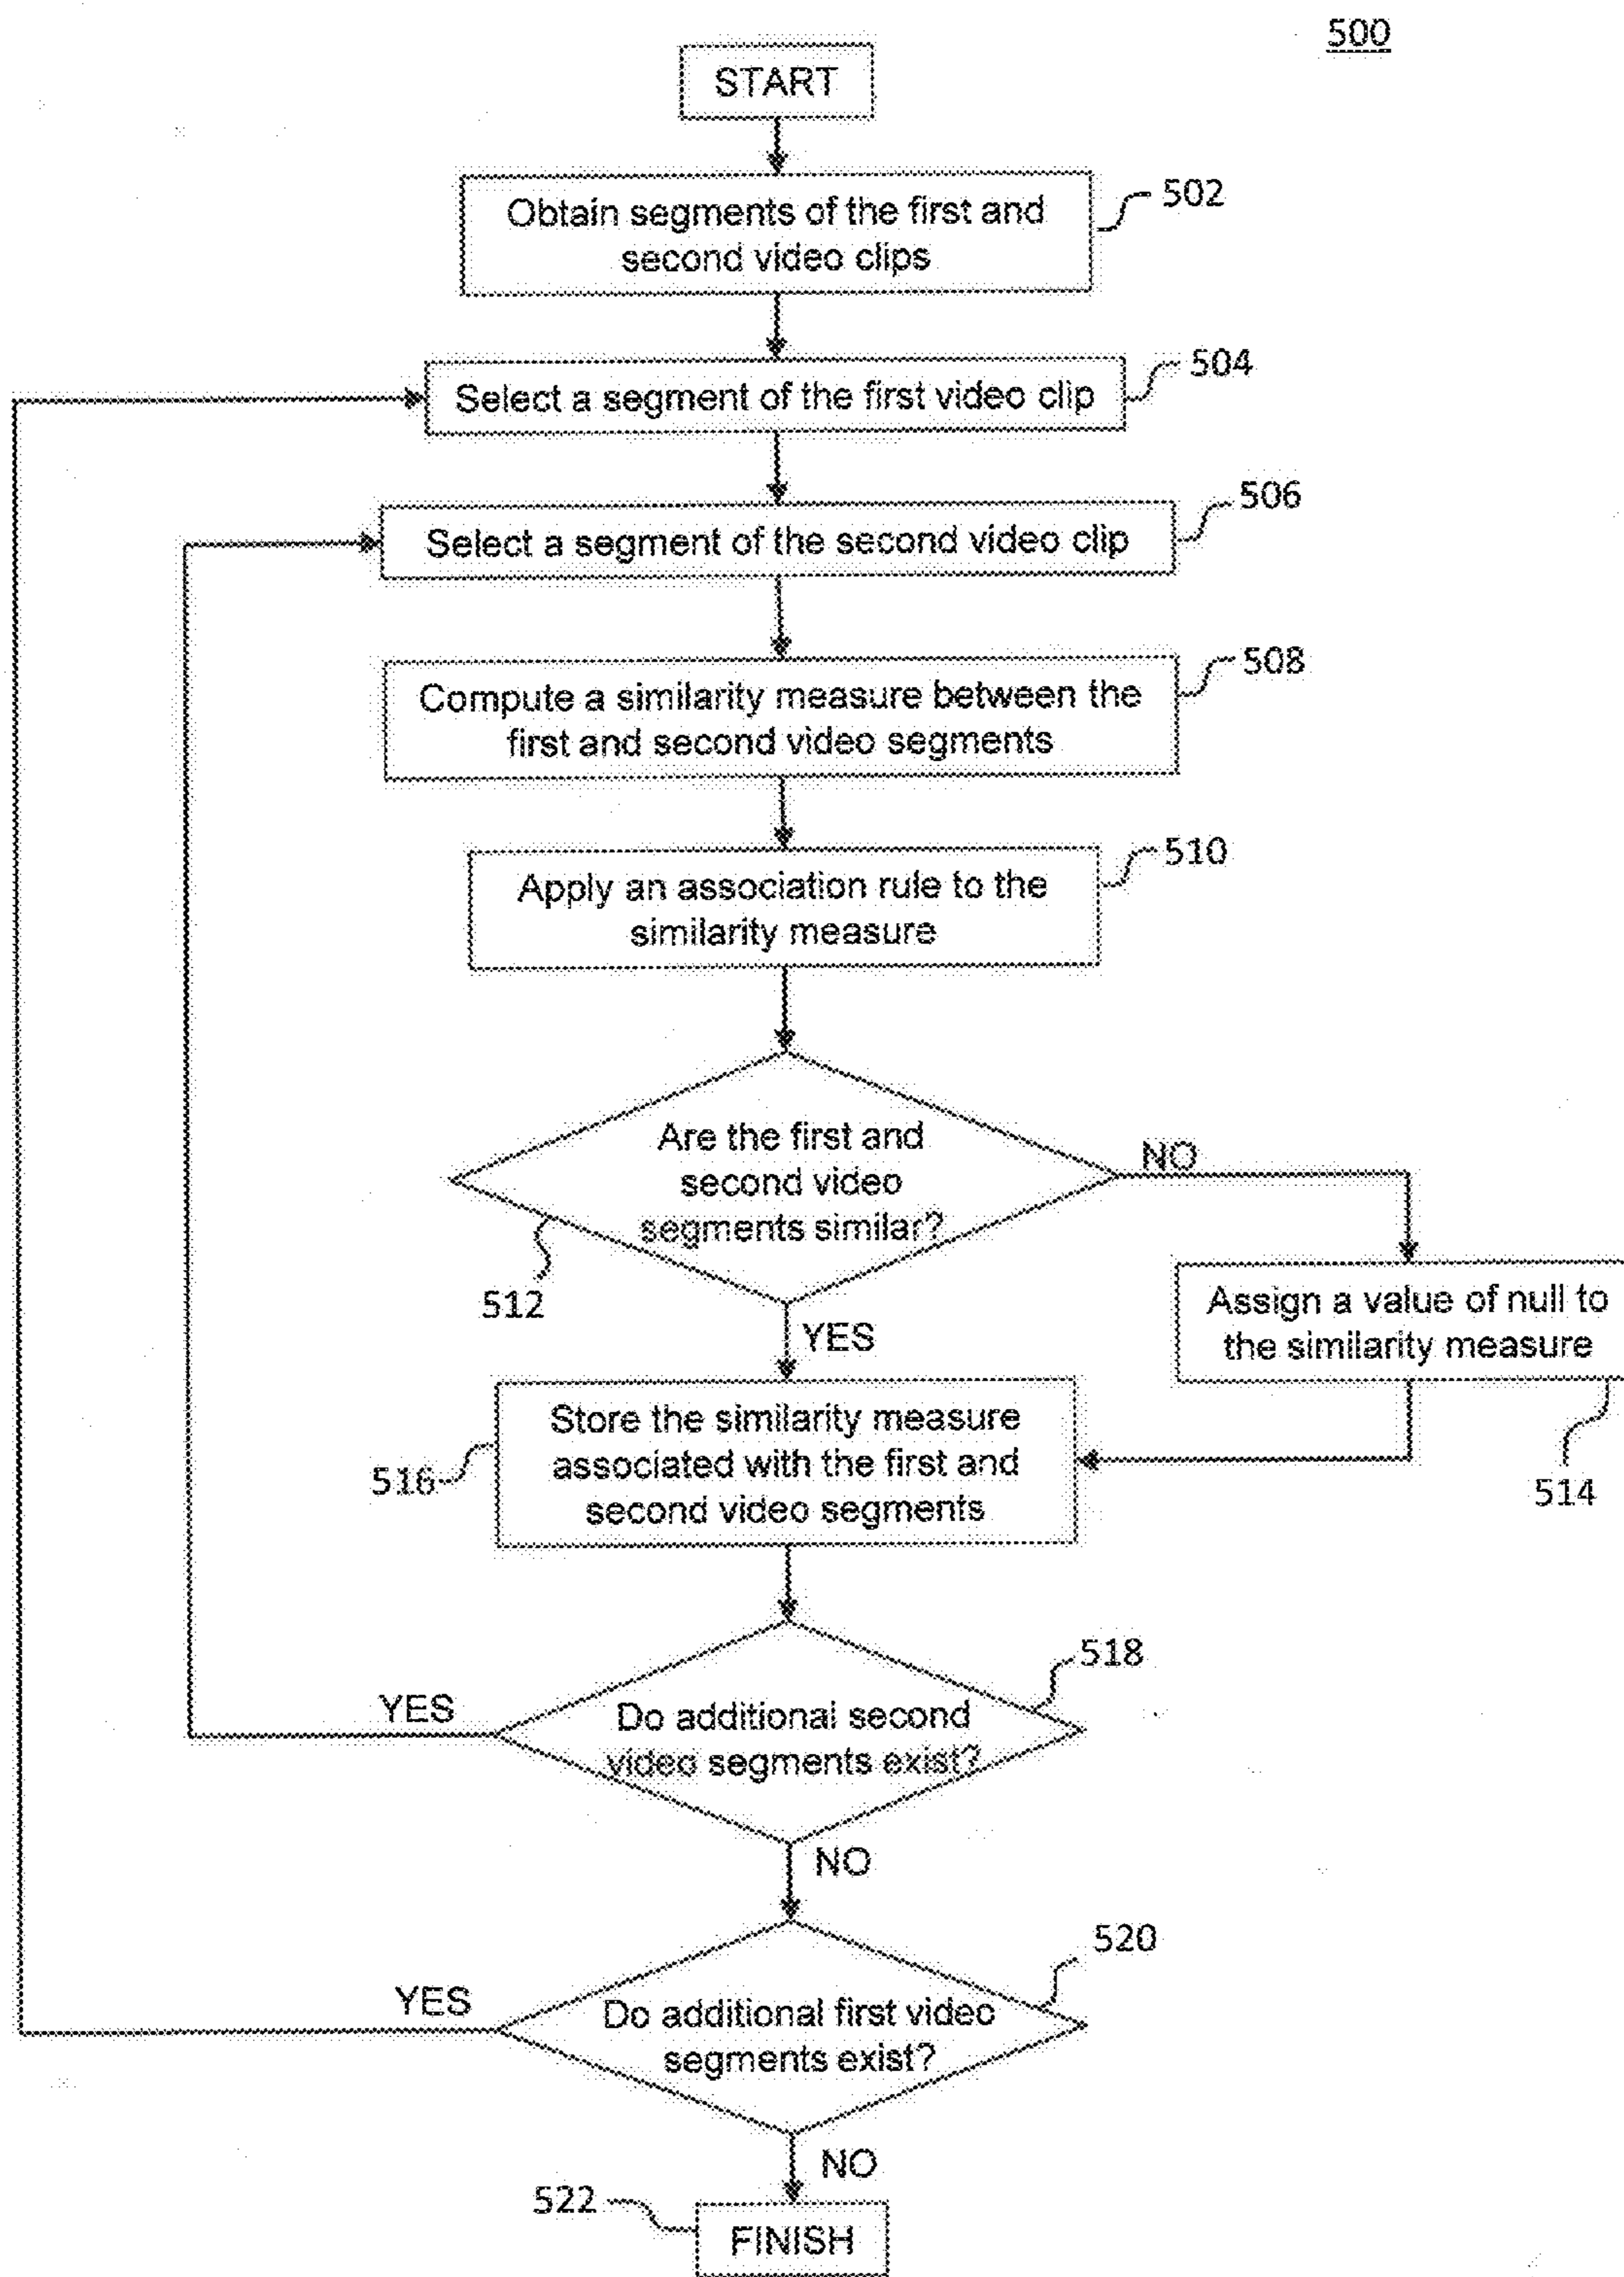 500
START
Obtain segments of the first and
second video clips
502
Select a segment of the first video clip
504
Select a segment of the second video clip
506
Compute a similarity measure between the
first and second video segments
508
Apply an association rule to the
similarity measure
510
Are the first and
second video
segments similar?
512
NO
YES
Assign a value of null to
the similarity measure
514
Store the similarity measure
associated with the first and
second video segments
516
Do additional second
video segments exist?
518
YES
NO
Do additional first video
segments exist?
520
YES
NO
522
FINISH